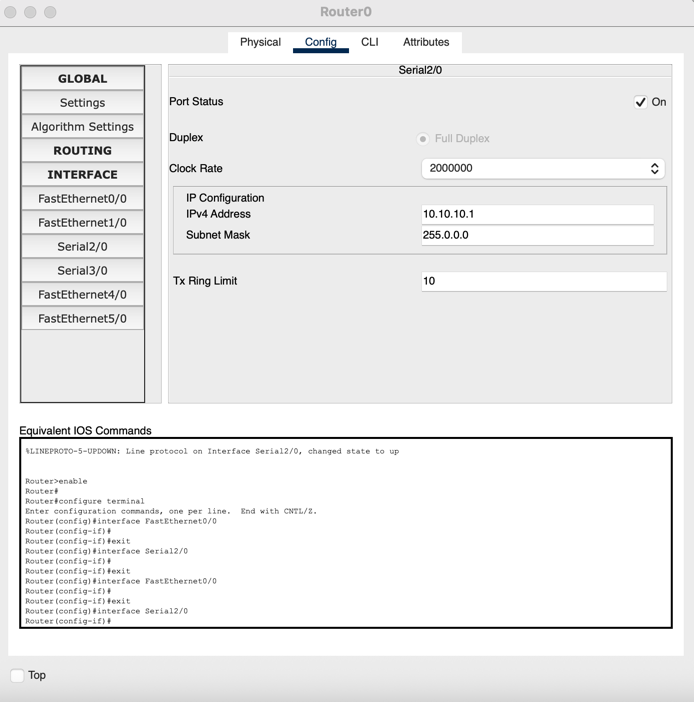 Router0
Physical Config CLI Attributes
GLOBAL
Settings
Algorithm Settings
ROUTING
INTERFACE
FastEthernet0/0
FastEthernet1/0
Serial2/0
Serial3/0
FastEthernet4/0
FastEthernet5/0
Serial2/0
Port Status On
Duplex Full Duplex
Clock Rate 2000000
IP Configuration
IPv4 Address 10.10.10.1
Subnet Mask 255.0.0.0
Tx Ring Limit 10
Equivalent IOS Commands
%LINEPROTO-5-UPDOWN: Line protocol on Interface Serial2/0, changed state to up
Router>enable
Router#
Router#configure terminal
Enter configuration commands, one per line.  End with CNTL/Z.
Router(config)#interface FastEthernet0/0
Router(config-if)#
Router(config-if)#exit
Router(config)#interface Serial2/0
Router(config-if)#
Router(config-if)#exit
Router(config)#interface FastEthernet0/0
Router(config-if)#
Router(config-if)#exit
Router(config)#interface Serial2/0
Router(config-if)#
Top